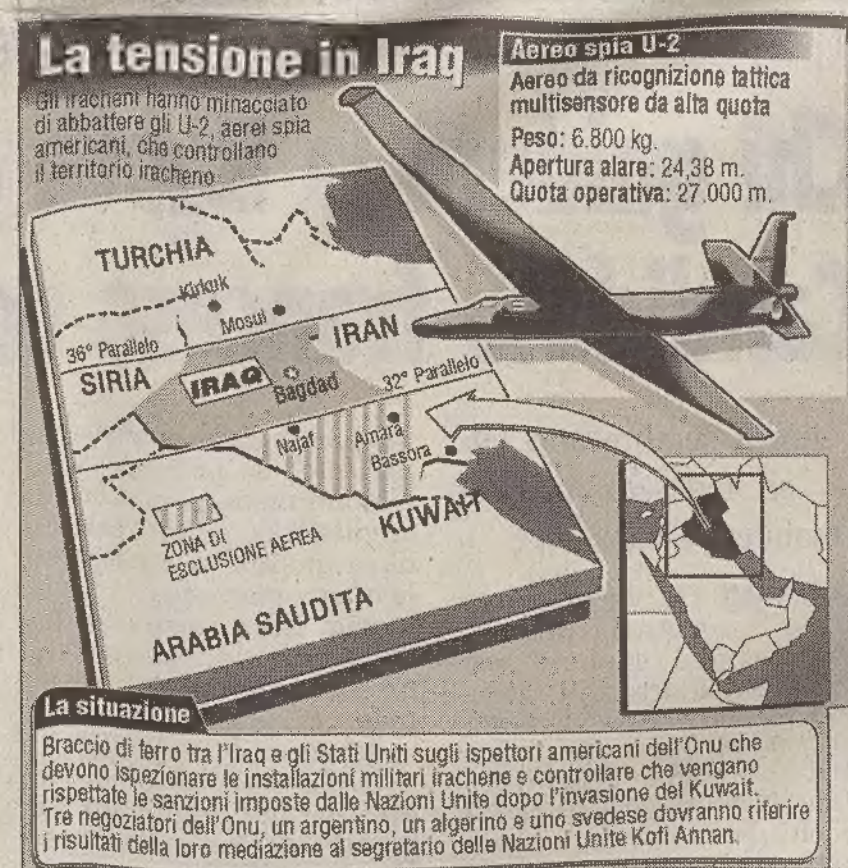 La tensione in Iraq
Gli iracheni hanno minacciato
di abbattere gli U-2, aerei spia
americani, che controllano
il territorio iracheno
Aereo spia U-2
Aereo da ricognizione tattica
multisensore da alta quota
Peso: 6.800 kg.
Apertura alare: 24,38 m.
Quota operativa: 27.000 m.
TURCHIA
Kirkuk
Mosul
36° Parallelo
IRAN
SIRIA
IRAQ
Bagdad
32° Parallelo
Najaf
Amara
Bassora
KUWAIT
ZONA DI
ESCLUSIONE AEREA
ARABIA SAUDITA
La situazione
Braccio di ferro tra l'Iraq e gli Stati Uniti sugli ispettori americani dell'Onu che
devono ispezionare le installazioni militari irachene e controllare che vengano
rispettate le sanzioni imposte dalle Nazioni Unite dopo l'invasione del Kuwait.
Tre negoziatori dell'Onu, un argentino, un algerino e uno svedese dovranno riferire
i risultati della loro mediazione al segretario delle Nazioni Unite Kofi Annan.